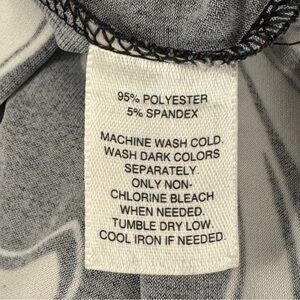 95% POLYESTER
5% SPANDEX
MACHINE WASH COLD.
WASH DARK COLORS
SEPARATELY.
ONLY NON-
CHLORINE BLEACH
WHEN NEEDED.
TUMBLE DRY LOW.
COOL IRON IF NEEDED.